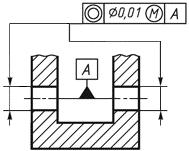 ◎ Ø0,01 Ⓜ A
A